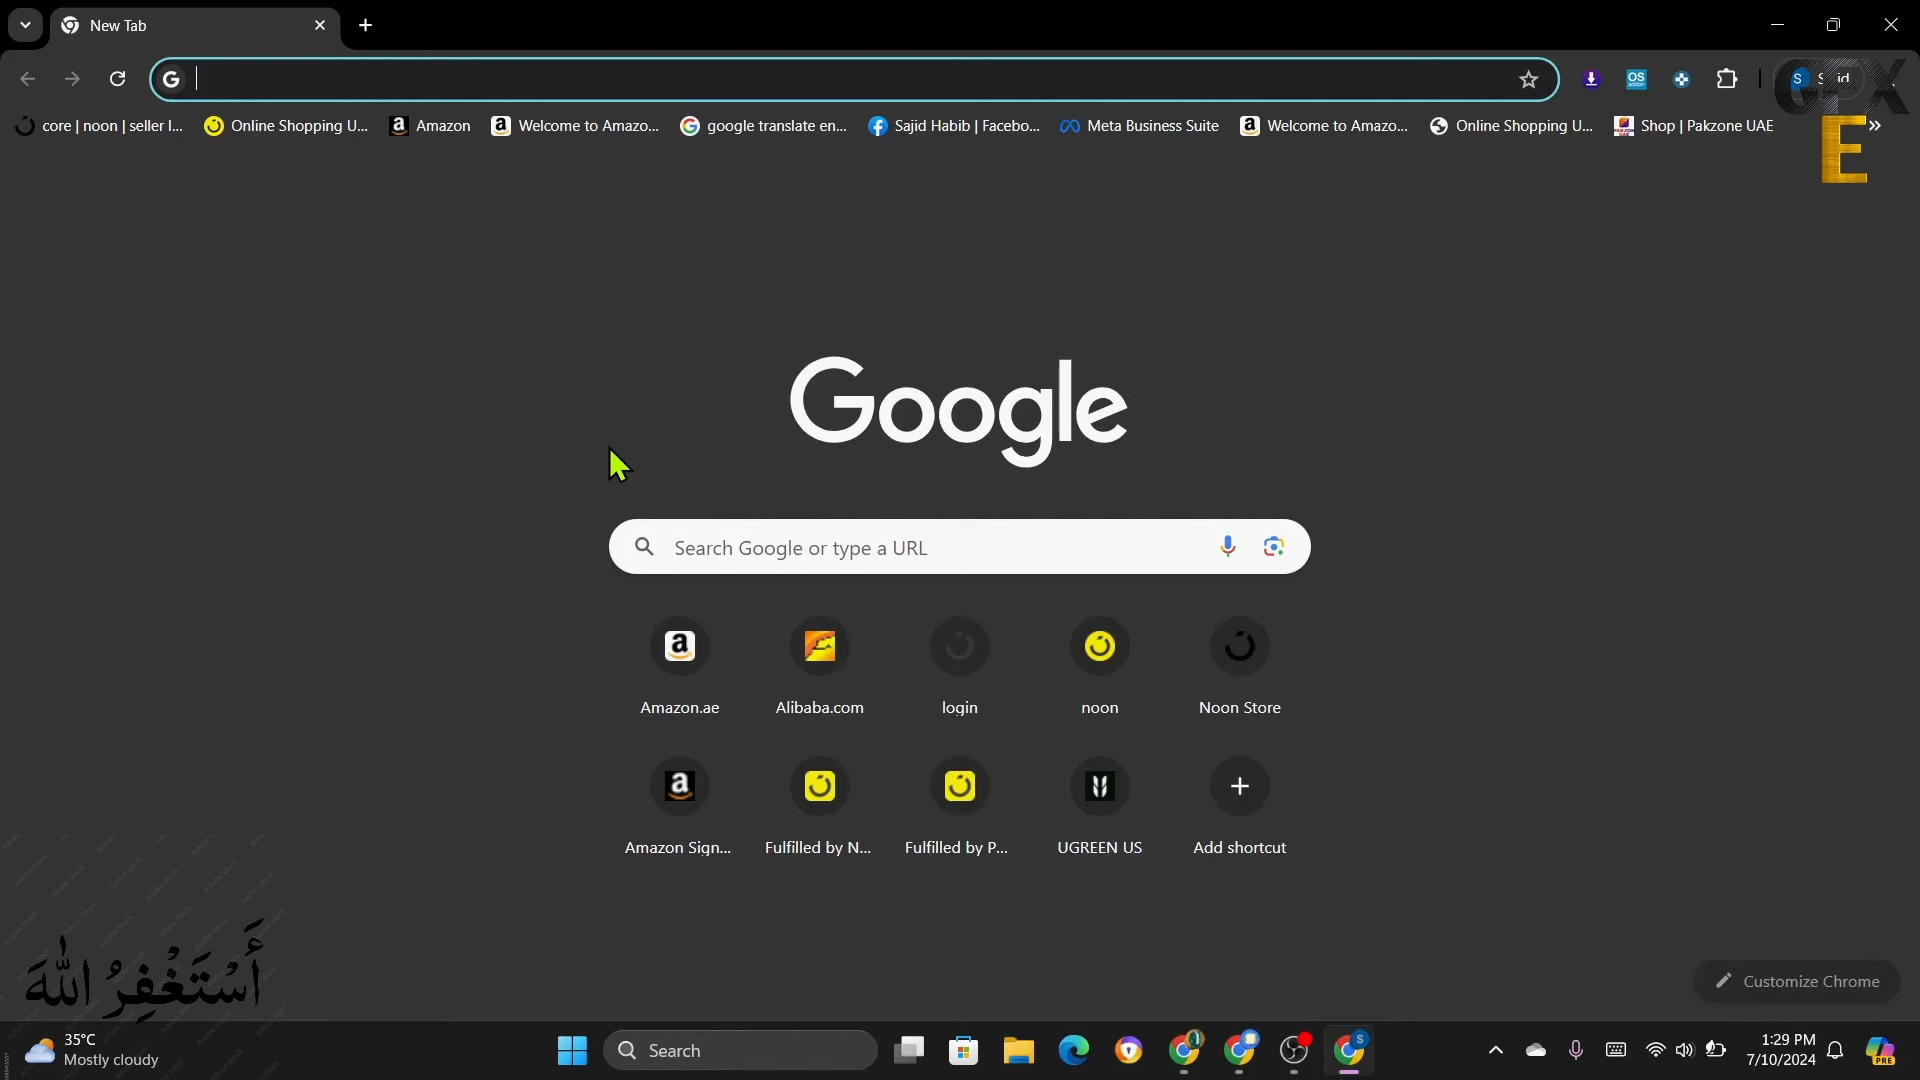 New Tab
Sajid
GFX
E
core | noon | seller l...
Online Shopping U...
Amazon
Welcome to Amazo...
google translate en...
Sajid Habib | Facebo...
Meta Business Suite
Welcome to Amazo...
Online Shopping U...
Shop | Pakzone UAE
Google
Search Google or type a URL
Amazon.ae
Alibaba.com
login
noon
Noon Store
Amazon Sign...
Fulfilled by N...
Fulfilled by P...
UGREEN US
Add shortcut
أَسْتَغْفِرُ اللهَ
Customize Chrome
35°C
Mostly cloudy
Search
1:29 PM
7/10/2024